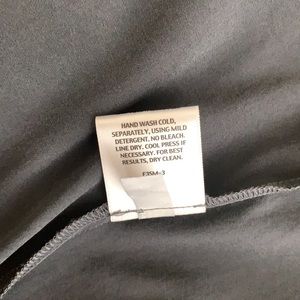 HAND WASH COLD,
SEPARATELY, USING MILD
DETERGENT. NO BLEACH.
LINE DRY. COOL PRESS IF
NECESSARY. FOR BEST
RESULTS, DRY CLEAN.
F3SM-3